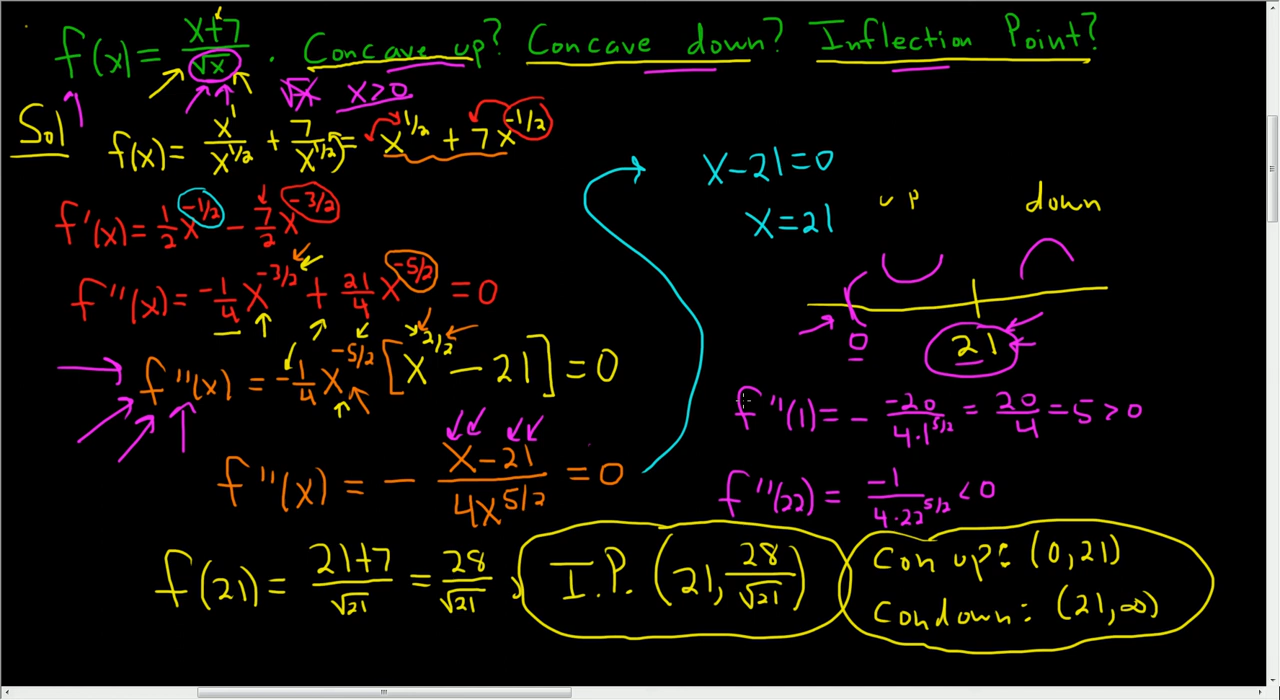 f(x) = (x+7)/√x . Concave up? Concave down? Inflection Point?
√x x>0
Sol f(x) = x^1/x^(1/2) + 7/x^(1/2) = x^(1/2) + 7x^(-1/2)
f'(x) = 1/2 x^(-1/2) - 7/2 x^(-3/2)
f''(x) = -1/4 x^(-3/2) + 21/4 x^(-5/2) = 0
f''(x) = -1/4 x^(-5/2) [x^(2/2) - 21] = 0
f''(x) = - (x-21)/(4x^(5/2)) = 0
x-21=0
x=21
up down
0 21
f''(1) = - -20/(4·1^(5/2)) = 20/4 = 5 > 0
f''(22) = -1/(4·22^(5/2)) < 0
f(21) = (21+7)/√21 = 28/√21, I.P. (21, 28/√21)
Con up: (0,21)
Con down: (21,∞)